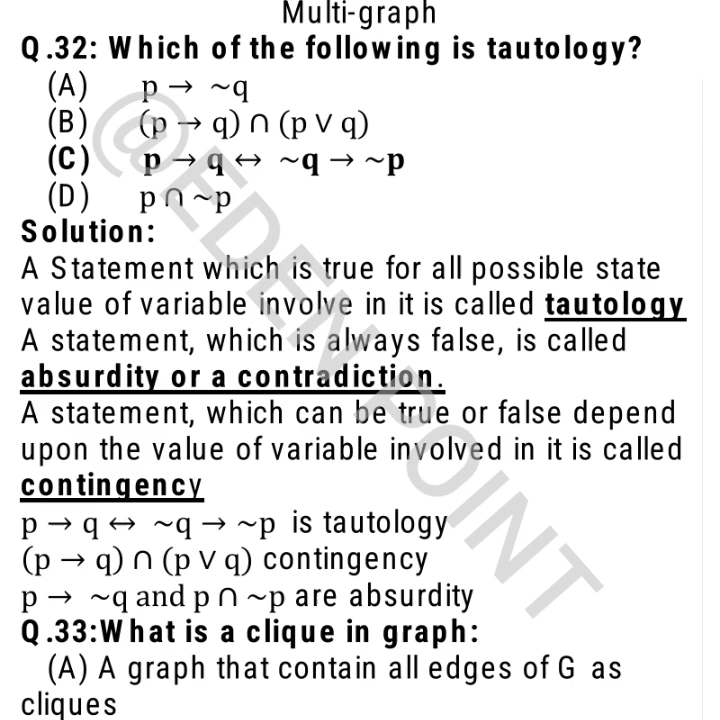 Multi-graph
Q.32: Which of the following is tautology?
(A) p → ~q
(B) (p → q) ∩ (p ∨ q)
(C) p → q ↔ ~q → ~p
(D) p ∩ ~p
Solution:
A Statement which is true for all possible state
value of variable involve in it is called tautology
A statement, which is always false, is called
absurdity or a contradiction.
A statement, which can be true or false depend
upon the value of variable involved in it is called
contingency
p → q ↔ ~q → ~p is tautology
(p → q) ∩ (p ∨ q) contingency
p → ~q and p ∩ ~p are absurdity
Q.33:What is a clique in graph:
(A) A graph that contain all edges of G as
cliques
@EDEN POINT